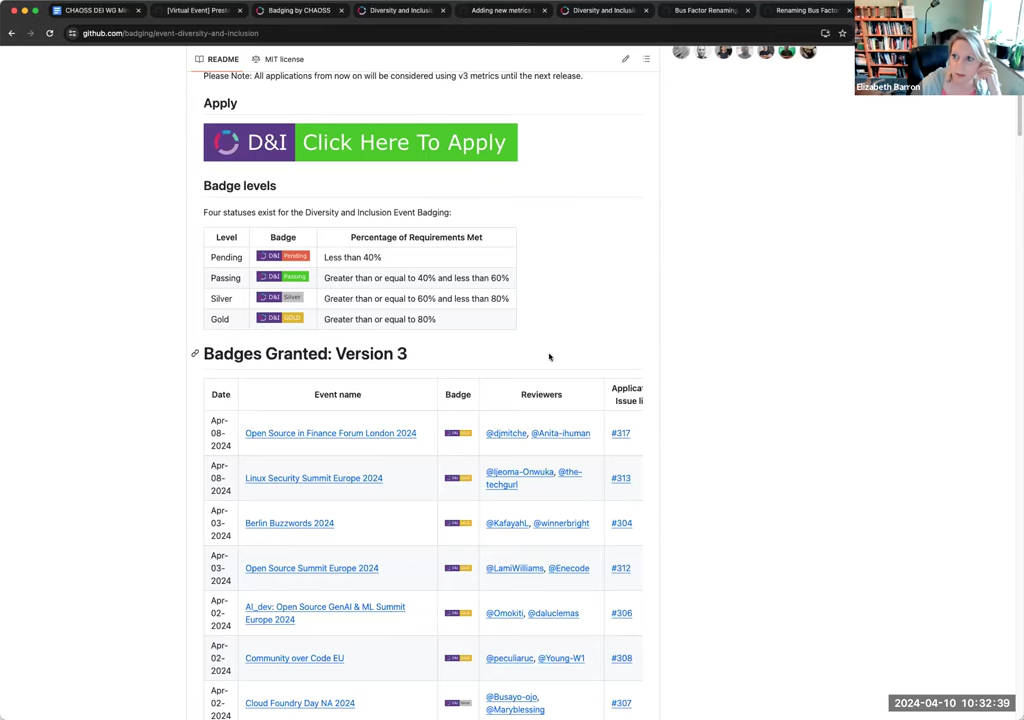 CHAOSS DEI WG M
[Virtual Event] Prest
Badging by CHAOSS
Diversity and Inclusi
Adding new metrics
Diversity and Inclusi
Bus Factor Renaming
Renaming Bus Facto
github.com/badging/event-diversity-and-inclusion
README
MIT license
Please Note: All applications from now on will be considered using v3 metrics until the next release.
Apply
D&I Click Here To Apply
Badge levels
Four statuses exist for the Diversity and Inclusion Event Badging:
Level Badge Percentage of Requirements Met
Pending D&I Pending Less than 40%
Passing D&I Passing Greater than or equal to 40% and less than 60%
Silver D&I Silver Greater than or equal to 60% and less than 80%
Gold D&I GOLD Greater than or equal to 80%
Badges Granted: Version 3
Date Event name Badge Reviewers Applicat
Issue li
Apr-
08-
2024
Open Source in Finance Forum London 2024
@djmitche, @Anita-ihuman
#317
Apr-
08-
2024
Linux Security Summit Europe 2024
@Ijeoma-Onwuka, @the-
techgurl
#313
Apr-
03-
2024
Berlin Buzzwords 2024
@KafayahL, @winnerbright
#304
Apr-
03-
2024
Open Source Summit Europe 2024
@LamiWilliams, @Enecode
#312
Apr-
02-
2024
AI_dev: Open Source GenAI & ML Summit
Europe 2024
@Omokiti, @daluclemas
#306
Apr-
02-
2024
Community over Code EU
@peculiaruc, @Young-W1
#308
Apr-
02-
2024
Cloud Foundry Day NA 2024
@Busayo-ojo,
@Maryblessing
#307
Elizabeth Barron
2024-04-10 10:32:39